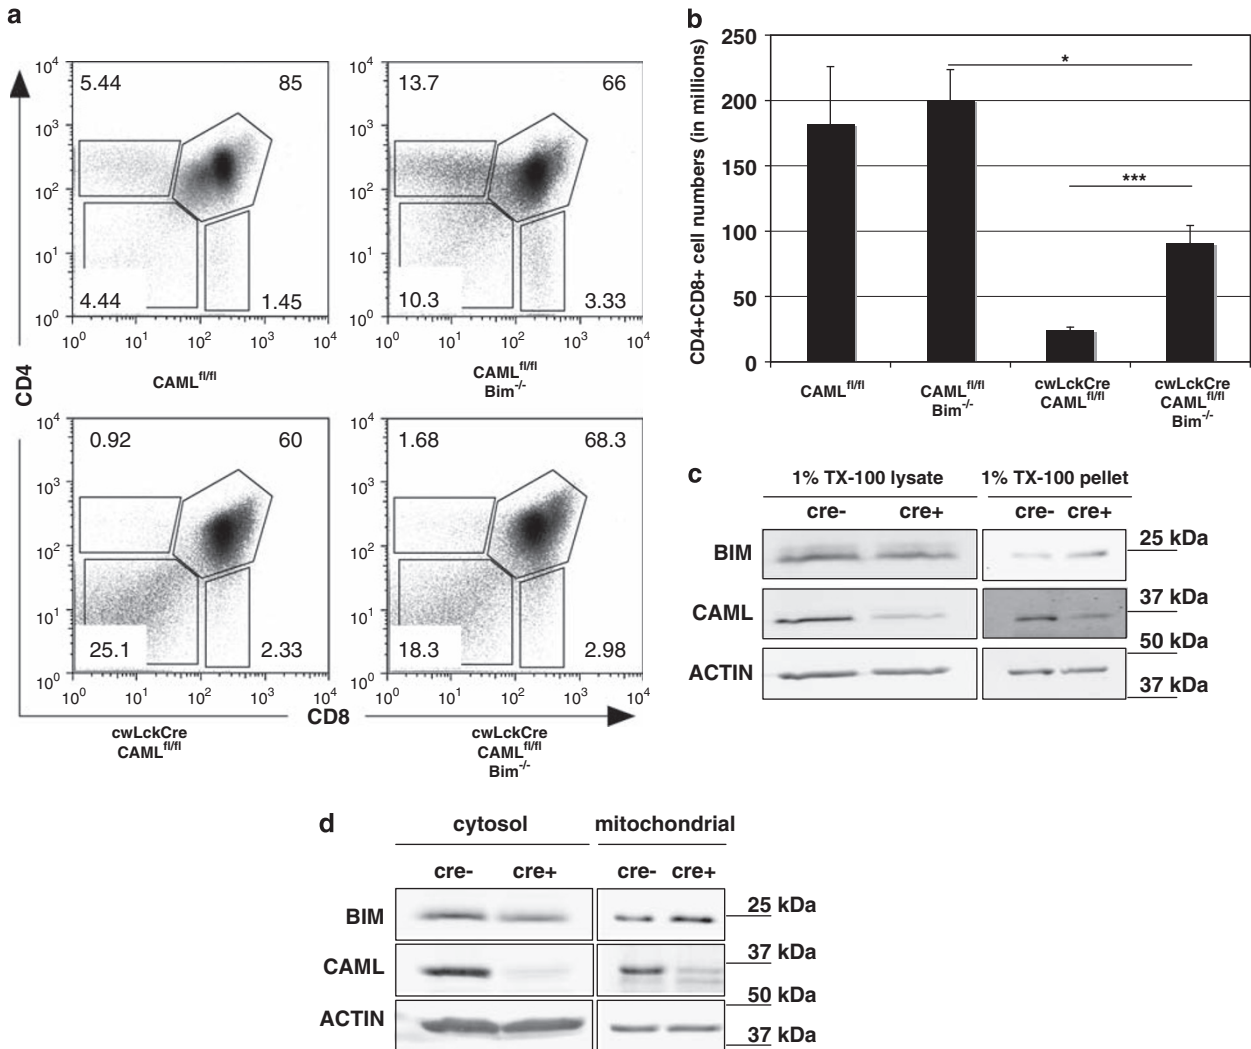 a
10^4
10^3
10^2
10^1
10^0
5.44
85
4.44
1.45
10^0 10^1 10^2 10^3 10^4
CAML^fl/fl
10^4
10^3
10^2
10^1
10^0
13.7
66
10.3
3.33
10^0 10^1 10^2 10^3 10^4
CAML^fl/fl
Bim^-/-
CD4
10^4
10^3
10^2
10^1
10^0
0.92
60
25.1
2.33
10^0 10^1 10^2 10^3 10^4
cwLckCre
CAML^fl/fl
10^4
10^3
10^2
10^1
10^0
1.68
68.3
18.3
2.98
10^0 10^1 10^2 10^3 10^4
cwLckCre
CAML^fl/fl
Bim^-/-
CD8
b
CD4+CD8+ cell numbers (in millions)
250
200
150
100
50
0
*
***
CAML^fl/fl
CAML^fl/fl
Bim^-/-
cwLckCre
CAML^fl/fl
cwLckCre
CAML^fl/fl
Bim^-/-
c
1% TX-100 lysate 1% TX-100 pellet
cre- cre+ cre- cre+
BIM
25 kDa
CAML
37 kDa
50 kDa
ACTIN
37 kDa
d
cytosol mitochondrial
cre- cre+ cre- cre+
BIM
25 kDa
CAML
37 kDa
50 kDa
ACTIN
37 kDa